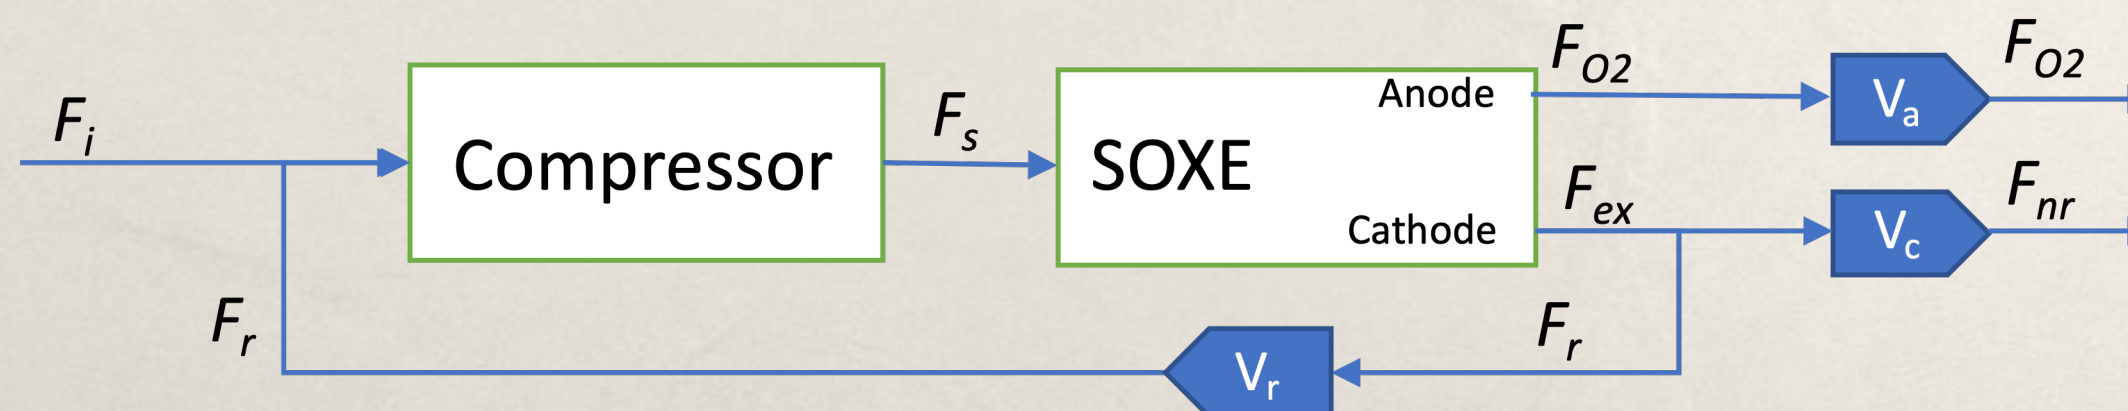 F_i
Compressor
F_s
SOXE
Anode
Cathode
F_O2
V_a
F_O2
F_ex
V_c
F_nr
F_r
V_r
F_r